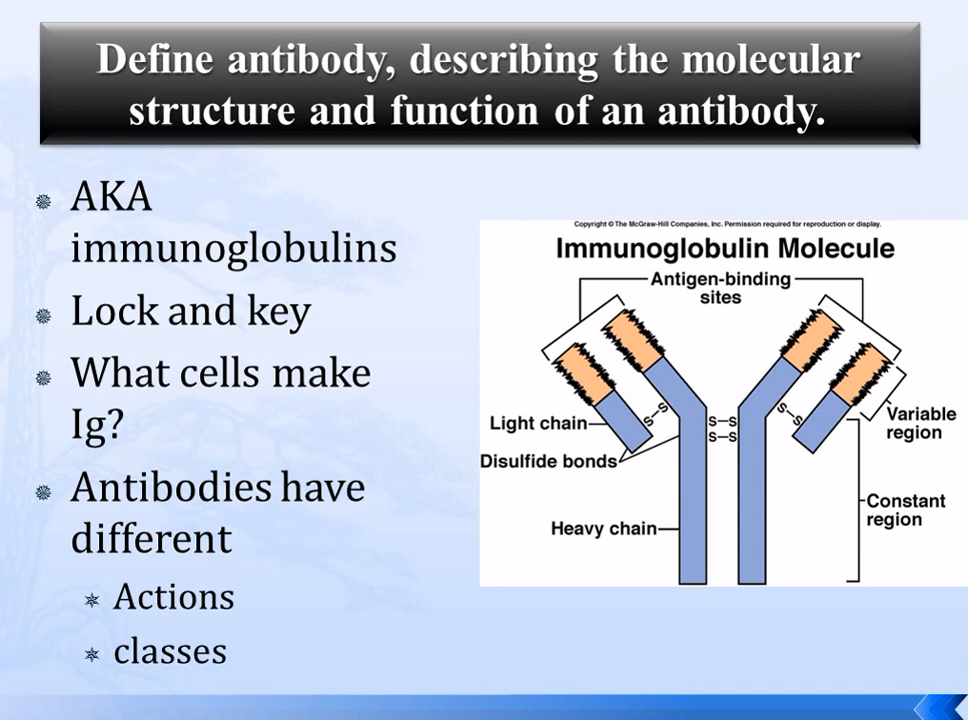 Define antibody, describing the molecular
structure and function of an antibody.
AKA
immunoglobulins
Lock and key
What cells make
Ig?
Antibodies have
different
Actions
classes
Copyright © The McGraw-Hill Companies, Inc. Permission required for reproduction or display.
Immunoglobulin Molecule
Antigen-binding
sites
S–S
S–S
S–S
S–S
Light chain
Variable
region
Disulfide bonds
Constant
region
Heavy chain